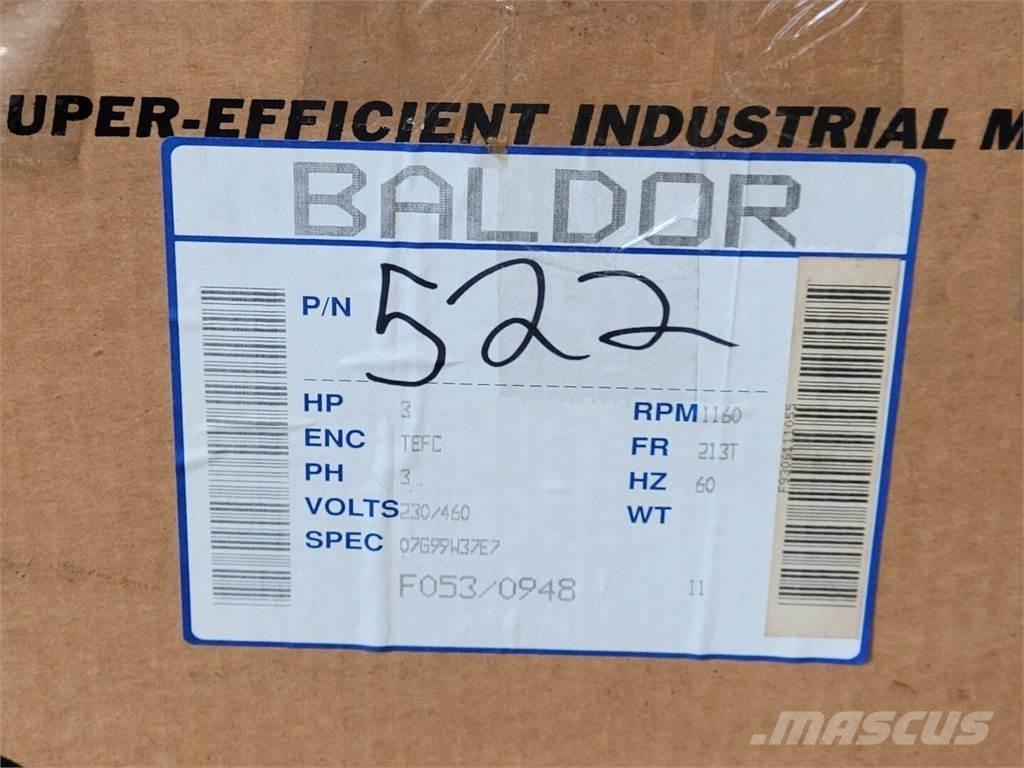 UPER-EFFICIENT INDUSTRIAL M
BALDOR
P/N 522
HP 3 RPM 1160
ENC TEFC FR 213T
PH 3 HZ 60
VOLTS 230/460 WT
SPEC 07G99W37E7
F053/0948 11
F9306111055
MASCUS